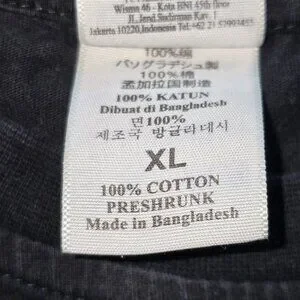 Wisma 46 - Kota BNI 45th floor
Jl. Jend. Sudirman Kav. 1
Jakarta 10220, Indonesia
100%綿
バングラデシュ製
100%棉
孟加拉国制造
100% KATUN
Dibuat di Bangladesh
면100%
제조국 방글라데시
XL
100% COTTON
PRESHRUNK
Made in Bangladesh